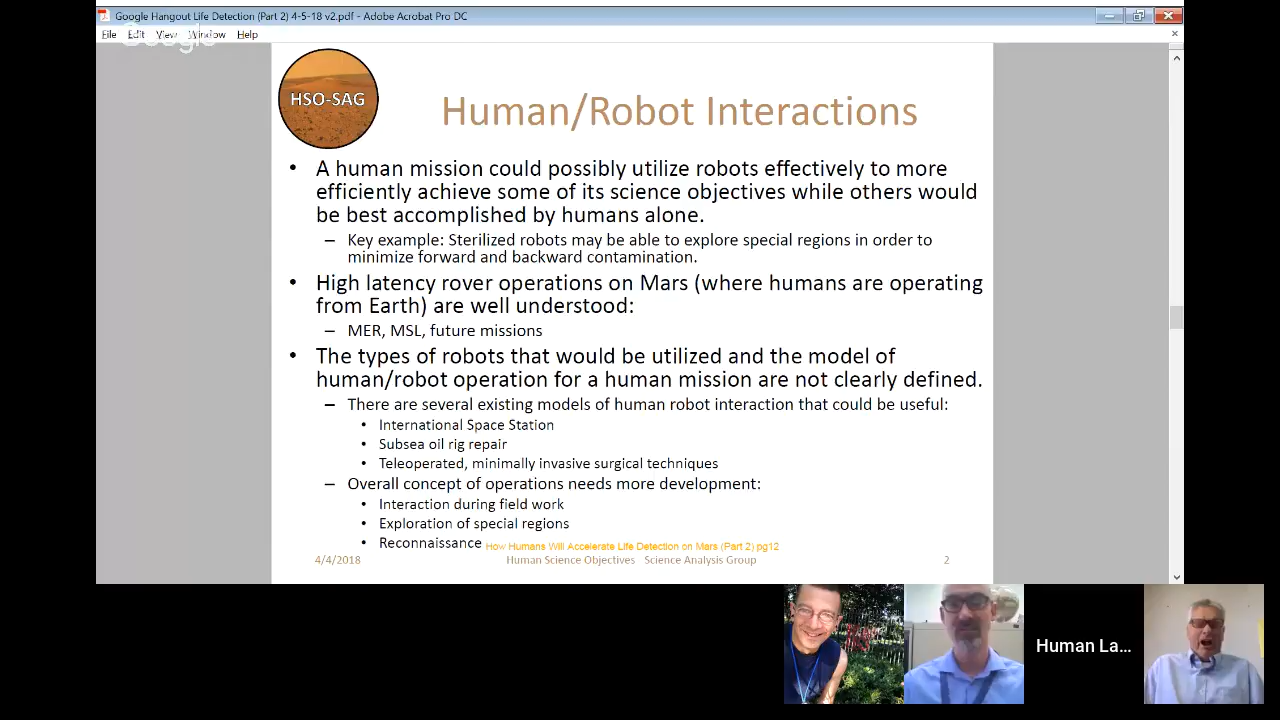 Google Hangout Life Detection (Part 2) 4-5-18 v2.pdf - Adobe Acrobat Pro DC
File Edit View Window Help
Google
HSO-SAG
Human/Robot Interactions
• A human mission could possibly utilize robots effectively to more
efficiently achieve some of its science objectives while others would
be best accomplished by humans alone.
– Key example: Sterilized robots may be able to explore special regions in order to
minimize forward and backward contamination.
• High latency rover operations on Mars (where humans are operating
from Earth) are well understood:
– MER, MSL, future missions
• The types of robots that would be utilized and the model of
human/robot operation for a human mission are not clearly defined.
– There are several existing models of human robot interaction that could be useful:
• International Space Station
• Subsea oil rig repair
• Teleoperated, minimally invasive surgical techniques
– Overall concept of operations needs more development:
• Interaction during field work
• Exploration of special regions
• Reconnaissance
How Humans Will Accelerate Life Detection on Mars (Part 2) pg12
4/4/2018 Human Science Objectives Science Analysis Group 2
Human La...